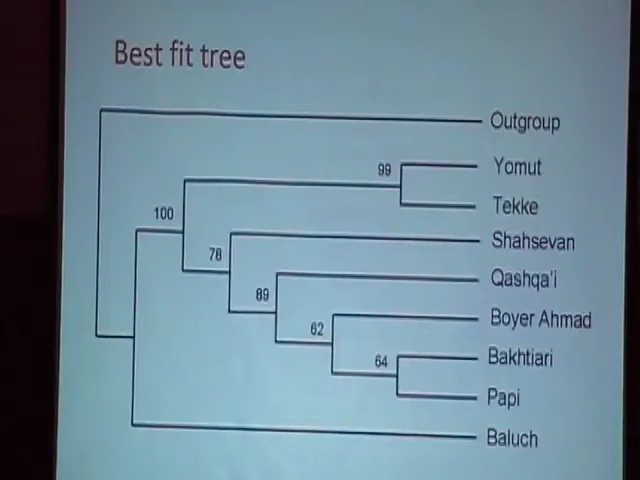 Best fit tree
Outgroup
99
Yomut
Tekke
100
Shahsevan
78
Qashqa'i
89
Boyer Ahmad
62
Bakhtiari
64
Papi
Baluch